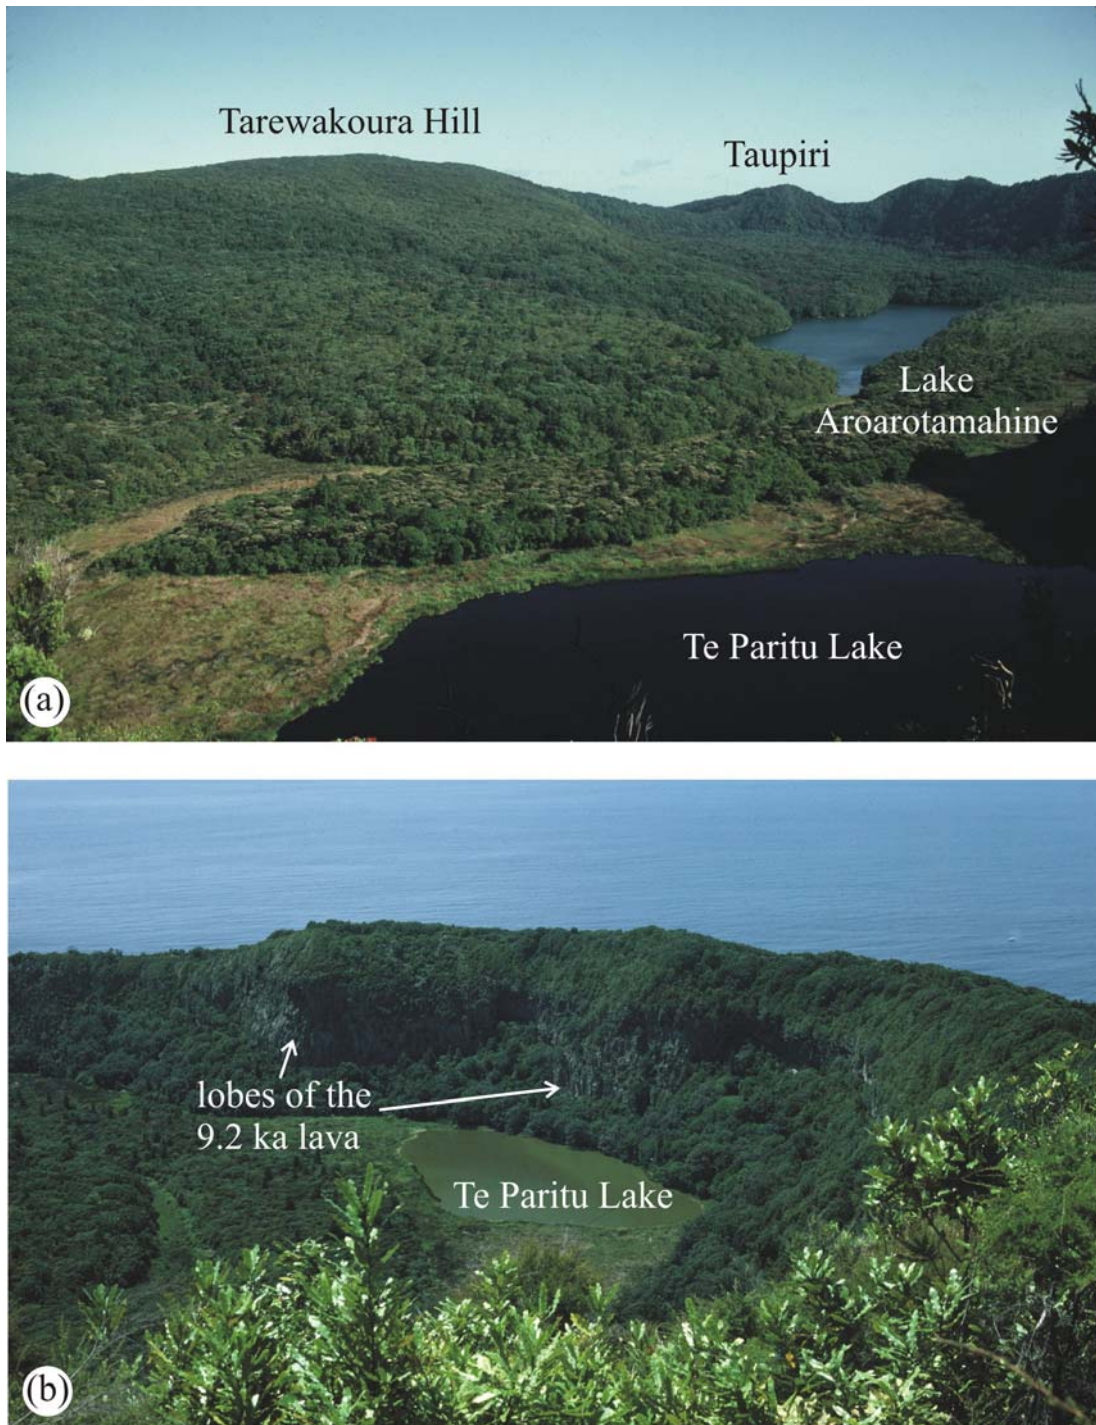 Tarewakoura Hill
Taupiri
Lake
Aroarotamahine
Te Paritu Lake
(a)
lobes of the
9.2 ka lava
Te Paritu Lake
(b)